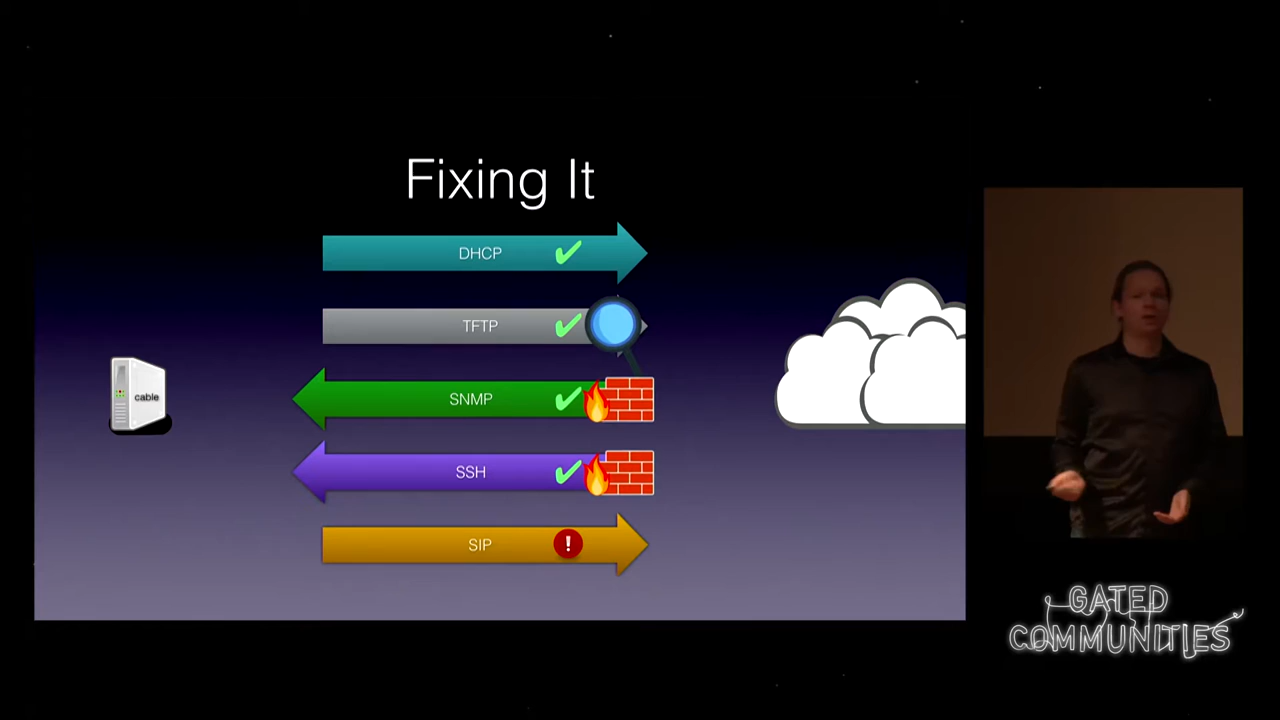 Fixing It
DHCP
TFTP
SNMP
cable
SSH
SIP
!
GATED
COMMUNITIES